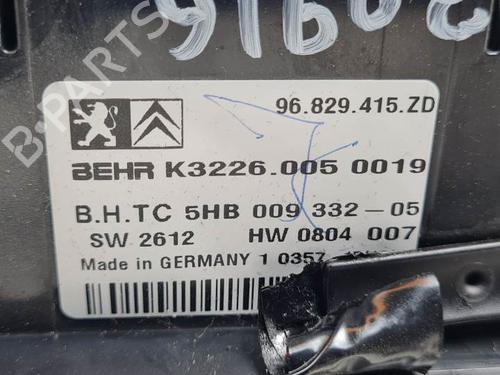 30916
96.829.415.ZD
BEHR K3226.005 0019
B.H.TC 5HB 009 332-05
SW 2612 HW 0804 007
Made in GERMANY 1 0357
B-PARTS